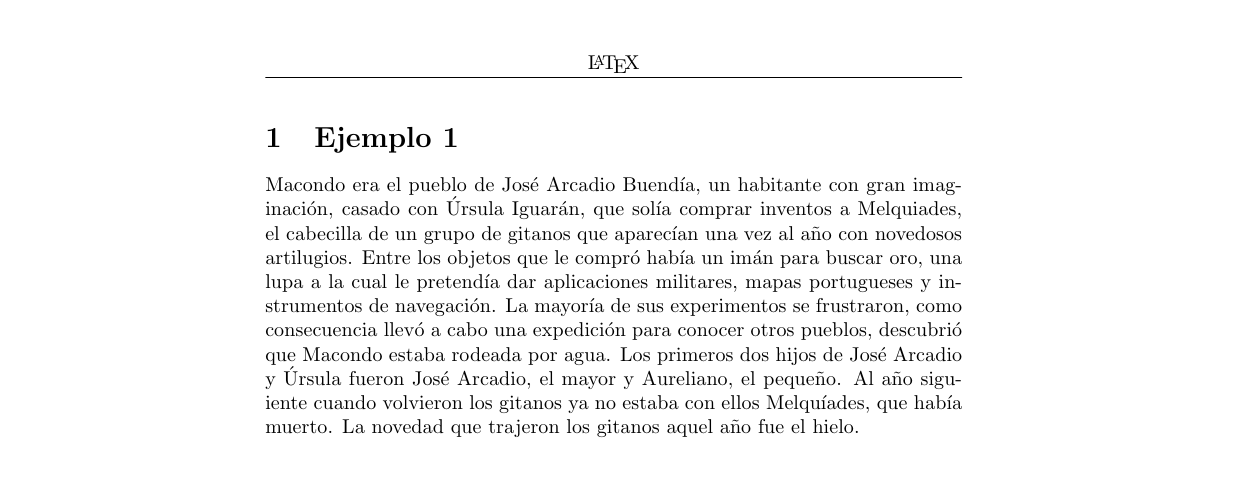 LATEX
1 Ejemplo 1
Macondo era el pueblo de José Arcadio Buendía, un habitante con gran imag-
inación, casado con Úrsula Iguarán, que solía comprar inventos a Melquiades,
el cabecilla de un grupo de gitanos que aparecían una vez al año con novedosos
artilugios. Entre los objetos que le compró había un imán para buscar oro, una
lupa a la cual le pretendía dar aplicaciones militares, mapas portugueses y in-
strumentos de navegación. La mayoría de sus experimentos se frustraron, como
consecuencia llevó a cabo una expedición para conocer otros pueblos, descubrió
que Macondo estaba rodeada por agua. Los primeros dos hijos de José Arcadio
y Úrsula fueron José Arcadio, el mayor y Aureliano, el pequeño. Al año sigu-
iente cuando volvieron los gitanos ya no estaba con ellos Melquíades, que había
muerto. La novedad que trajeron los gitanos aquel año fue el hielo.